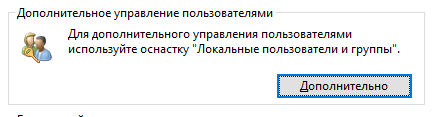 Дополнительное управление пользователями
Для дополнительного управления пользователями
используйте оснастку "Локальные пользователи и группы".
Дополнительно